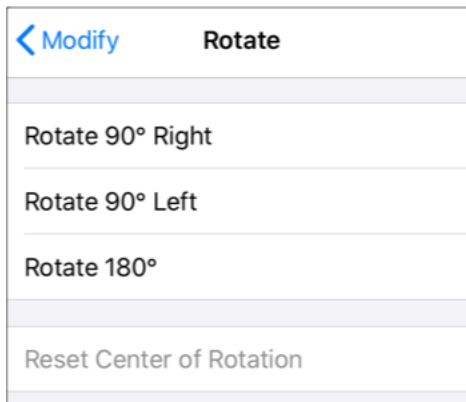 Modify Rotate
Rotate 90° Right
Rotate 90° Left
Rotate 180°
Reset Center of Rotation